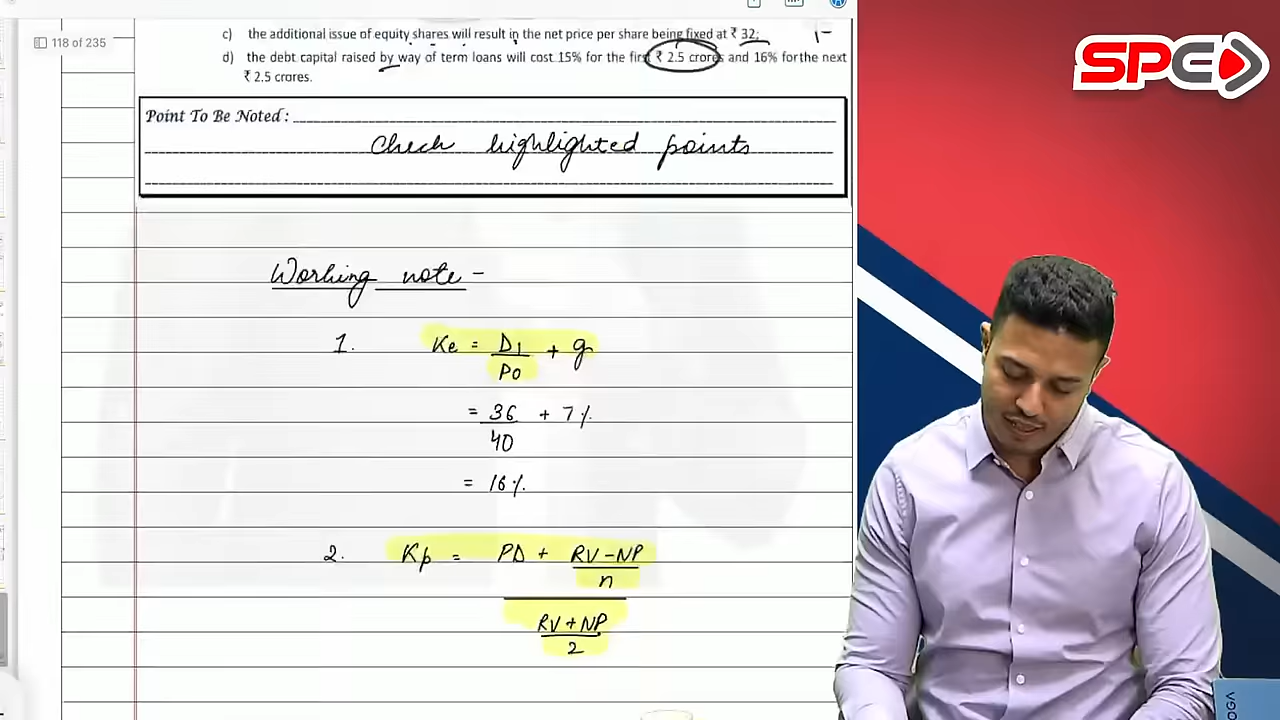 118 of 235
c) the additional issue of equity shares will result in the net price per share being fixed at ₹ 32;
d) the debt capital raised by way of term loans will cost 15% for the first ₹ 2.5 crores and 16% for the next
₹ 2.5 crores.
SPC
Point To Be Noted :
Check highlighted points
Working note -
1. Ke = D1 / P0 + g
= 36 / 40 + 7%
= 16%
2. Kp = PD + RV - NP / n
RV + NP / 2